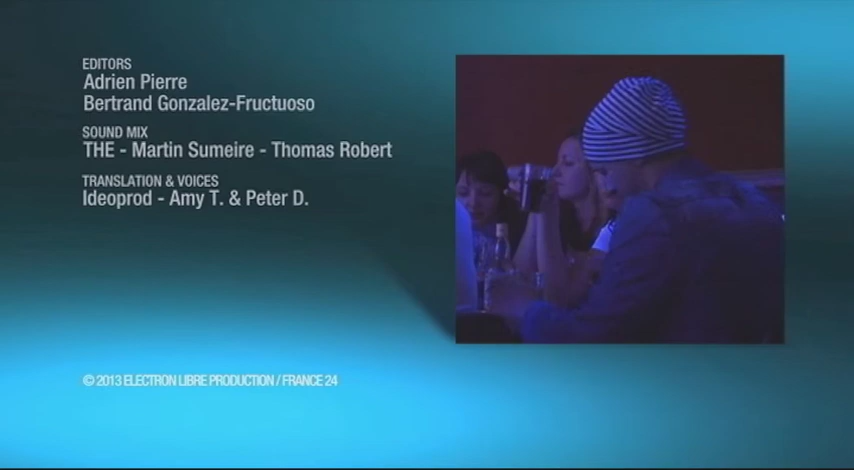 EDITORS
Adrien Pierre
Bertrand Gonzalez-Fructuoso
SOUND MIX
THE - Martin Sumeire - Thomas Robert
TRANSLATION & VOICES
Ideoprod - Amy T. & Peter D.
© 2013 ELECTRON LIBRE PRODUCTION / FRANCE 24